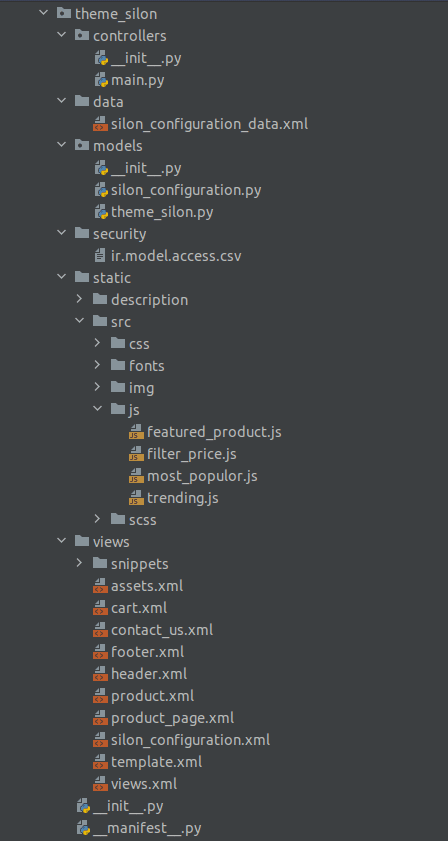 theme_silon
controllers
__init__.py
main.py
data
silon_configuration_data.xml
models
__init__.py
silon_configuration.py
theme_silon.py
security
ir.model.access.csv
static
description
src
css
fonts
img
js
featured_product.js
filter_price.js
most_populor.js
trending.js
scss
views
snippets
assets.xml
cart.xml
contact_us.xml
footer.xml
header.xml
product.xml
product_page.xml
silon_configuration.xml
template.xml
views.xml
__init__.py
__manifest__.py